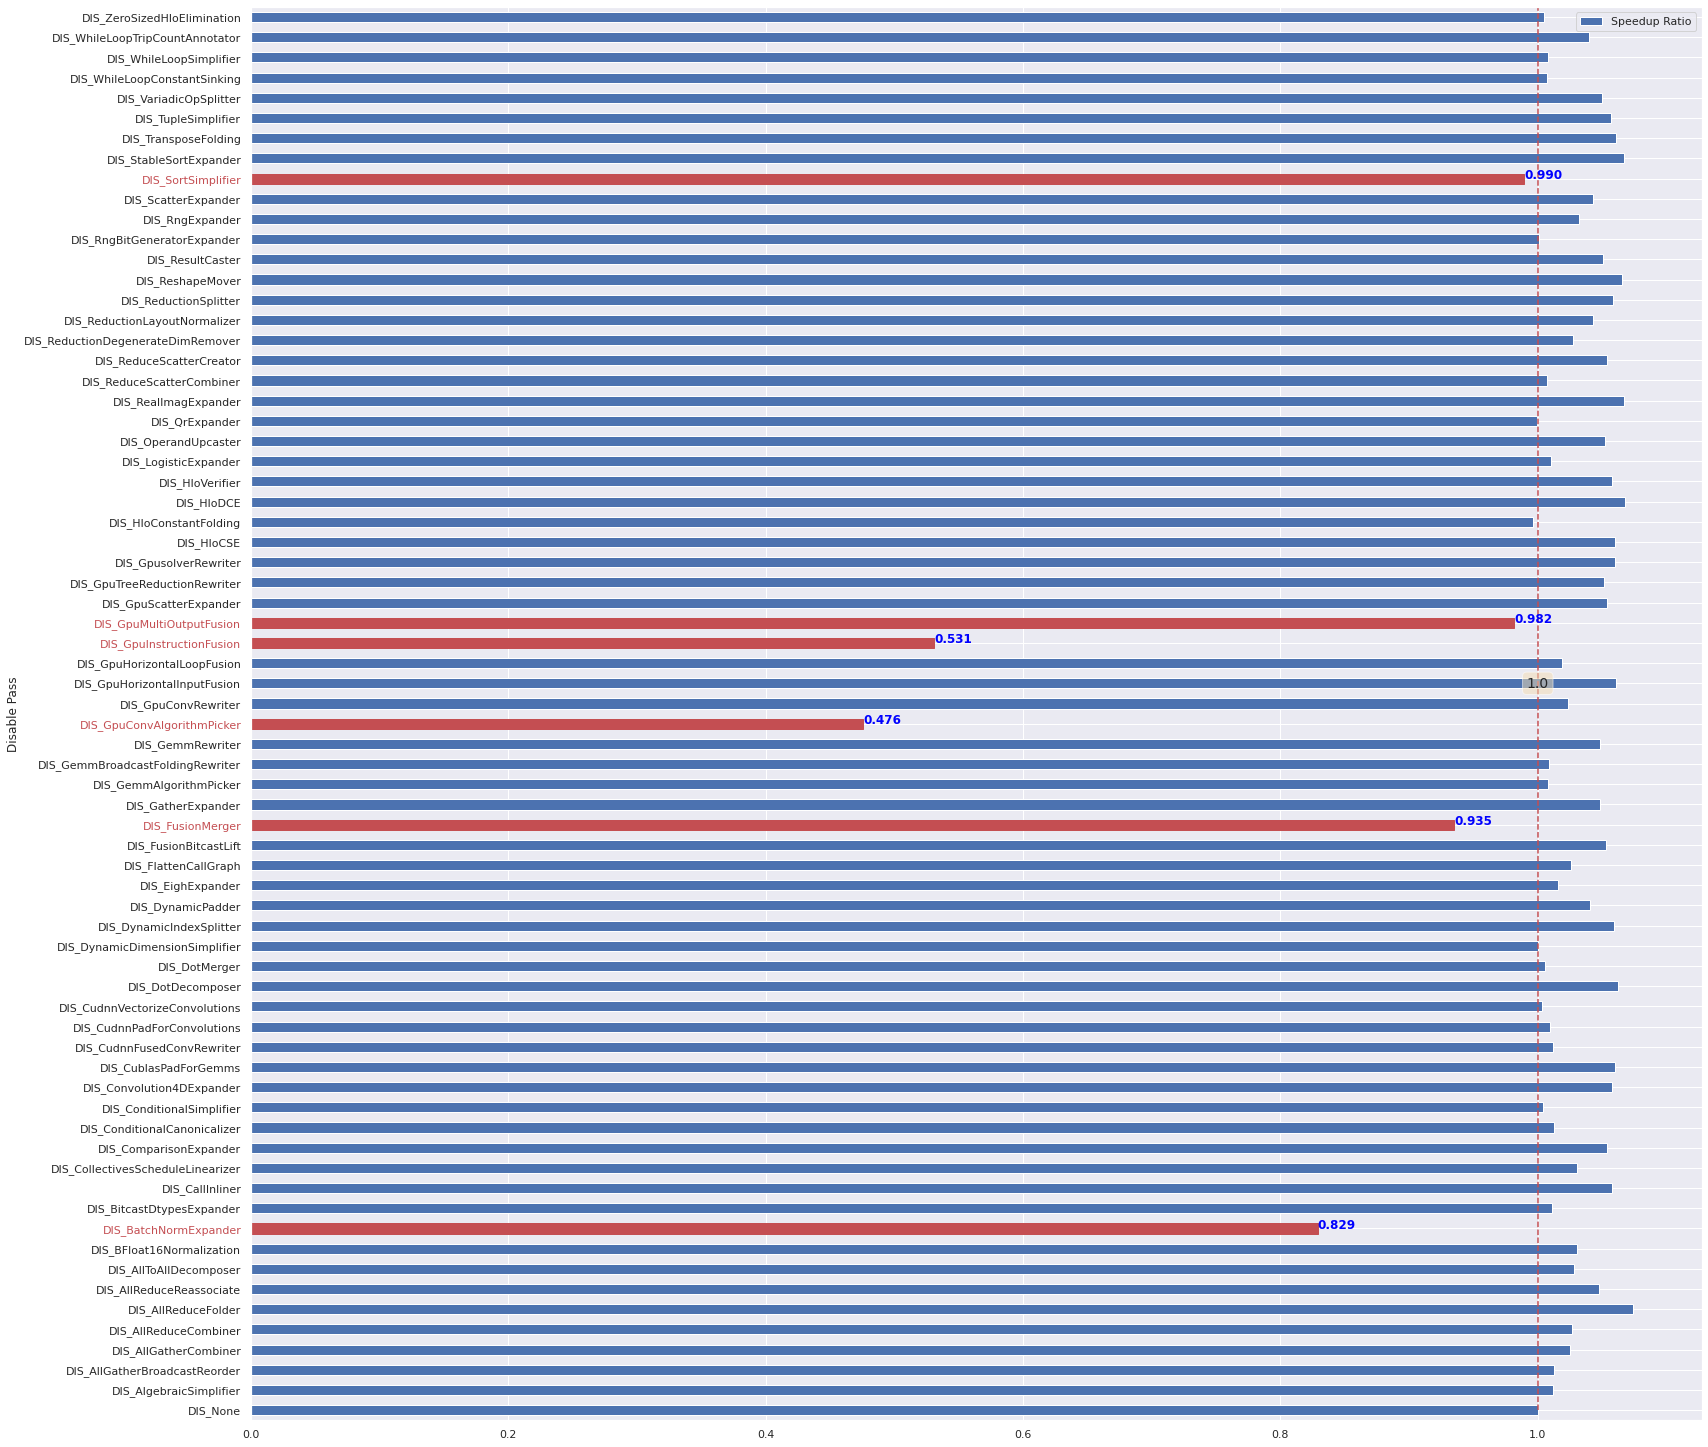 Speedup Ratio
DIS_ZeroSizedHloElimination
DIS_WhileLoopTripCountAnnotator
DIS_WhileLoopSimplifier
DIS_WhileLoopConstantSinking
DIS_VariadicOpSplitter
DIS_TupleSimplifier
DIS_TransposeFolding
DIS_StableSortExpander
DIS_SortSimplifier 0.990
DIS_ScatterExpander
DIS_RngExpander
DIS_RngBitGeneratorExpander
DIS_ResultCaster
DIS_ReshapeMover
DIS_ReductionSplitter
DIS_ReductionLayoutNormalizer
DIS_ReductionDegenerateDimRemover
DIS_ReduceScatterCreator
DIS_ReduceScatterCombiner
DIS_RealImagExpander
DIS_QrExpander
DIS_OperandUpcaster
DIS_LogisticExpander
DIS_HloVerifier
DIS_HloDCE
DIS_HloConstantFolding
DIS_HloCSE
DIS_GpusolverRewriter
DIS_GpuTreeReductionRewriter
DIS_GpuScatterExpander
DIS_GpuMultiOutputFusion 0.982
DIS_GpuInstructionFusion 0.531
DIS_GpuHorizontalLoopFusion
DIS_GpuHorizontalInputFusion 1.0
DIS_GpuConvRewriter
DIS_GpuConvAlgorithmPicker 0.476
DIS_GemmRewriter
DIS_GemmBroadcastFoldingRewriter
DIS_GemmAlgorithmPicker
DIS_GatherExpander
DIS_FusionMerger 0.935
DIS_FusionBitcastLift
DIS_FlattenCallGraph
DIS_EighExpander
DIS_DynamicPadder
DIS_DynamicIndexSplitter
DIS_DynamicDimensionSimplifier
DIS_DotMerger
DIS_DotDecomposer
DIS_CudnnVectorizeConvolutions
DIS_CudnnPadForConvolutions
DIS_CudnnFusedConvRewriter
DIS_CublasPadForGemms
DIS_Convolution4DExpander
DIS_ConditionalSimplifier
DIS_ConditionalCanonicalizer
DIS_ComparisonExpander
DIS_CollectivesScheduleLinearizer
DIS_CallInliner
DIS_BitcastDtypesExpander
DIS_BatchNormExpander 0.829
DIS_BFloat16Normalization
DIS_AllToAllDecomposer
DIS_AllReduceReassociate
DIS_AllReduceFolder
DIS_AllReduceCombiner
DIS_AllGatherCombiner
DIS_AllGatherBroadcastReorder
DIS_AlgebraicSimplifier
DIS_None
Disable Pass
0.0 0.2 0.4 0.6 0.8 1.0